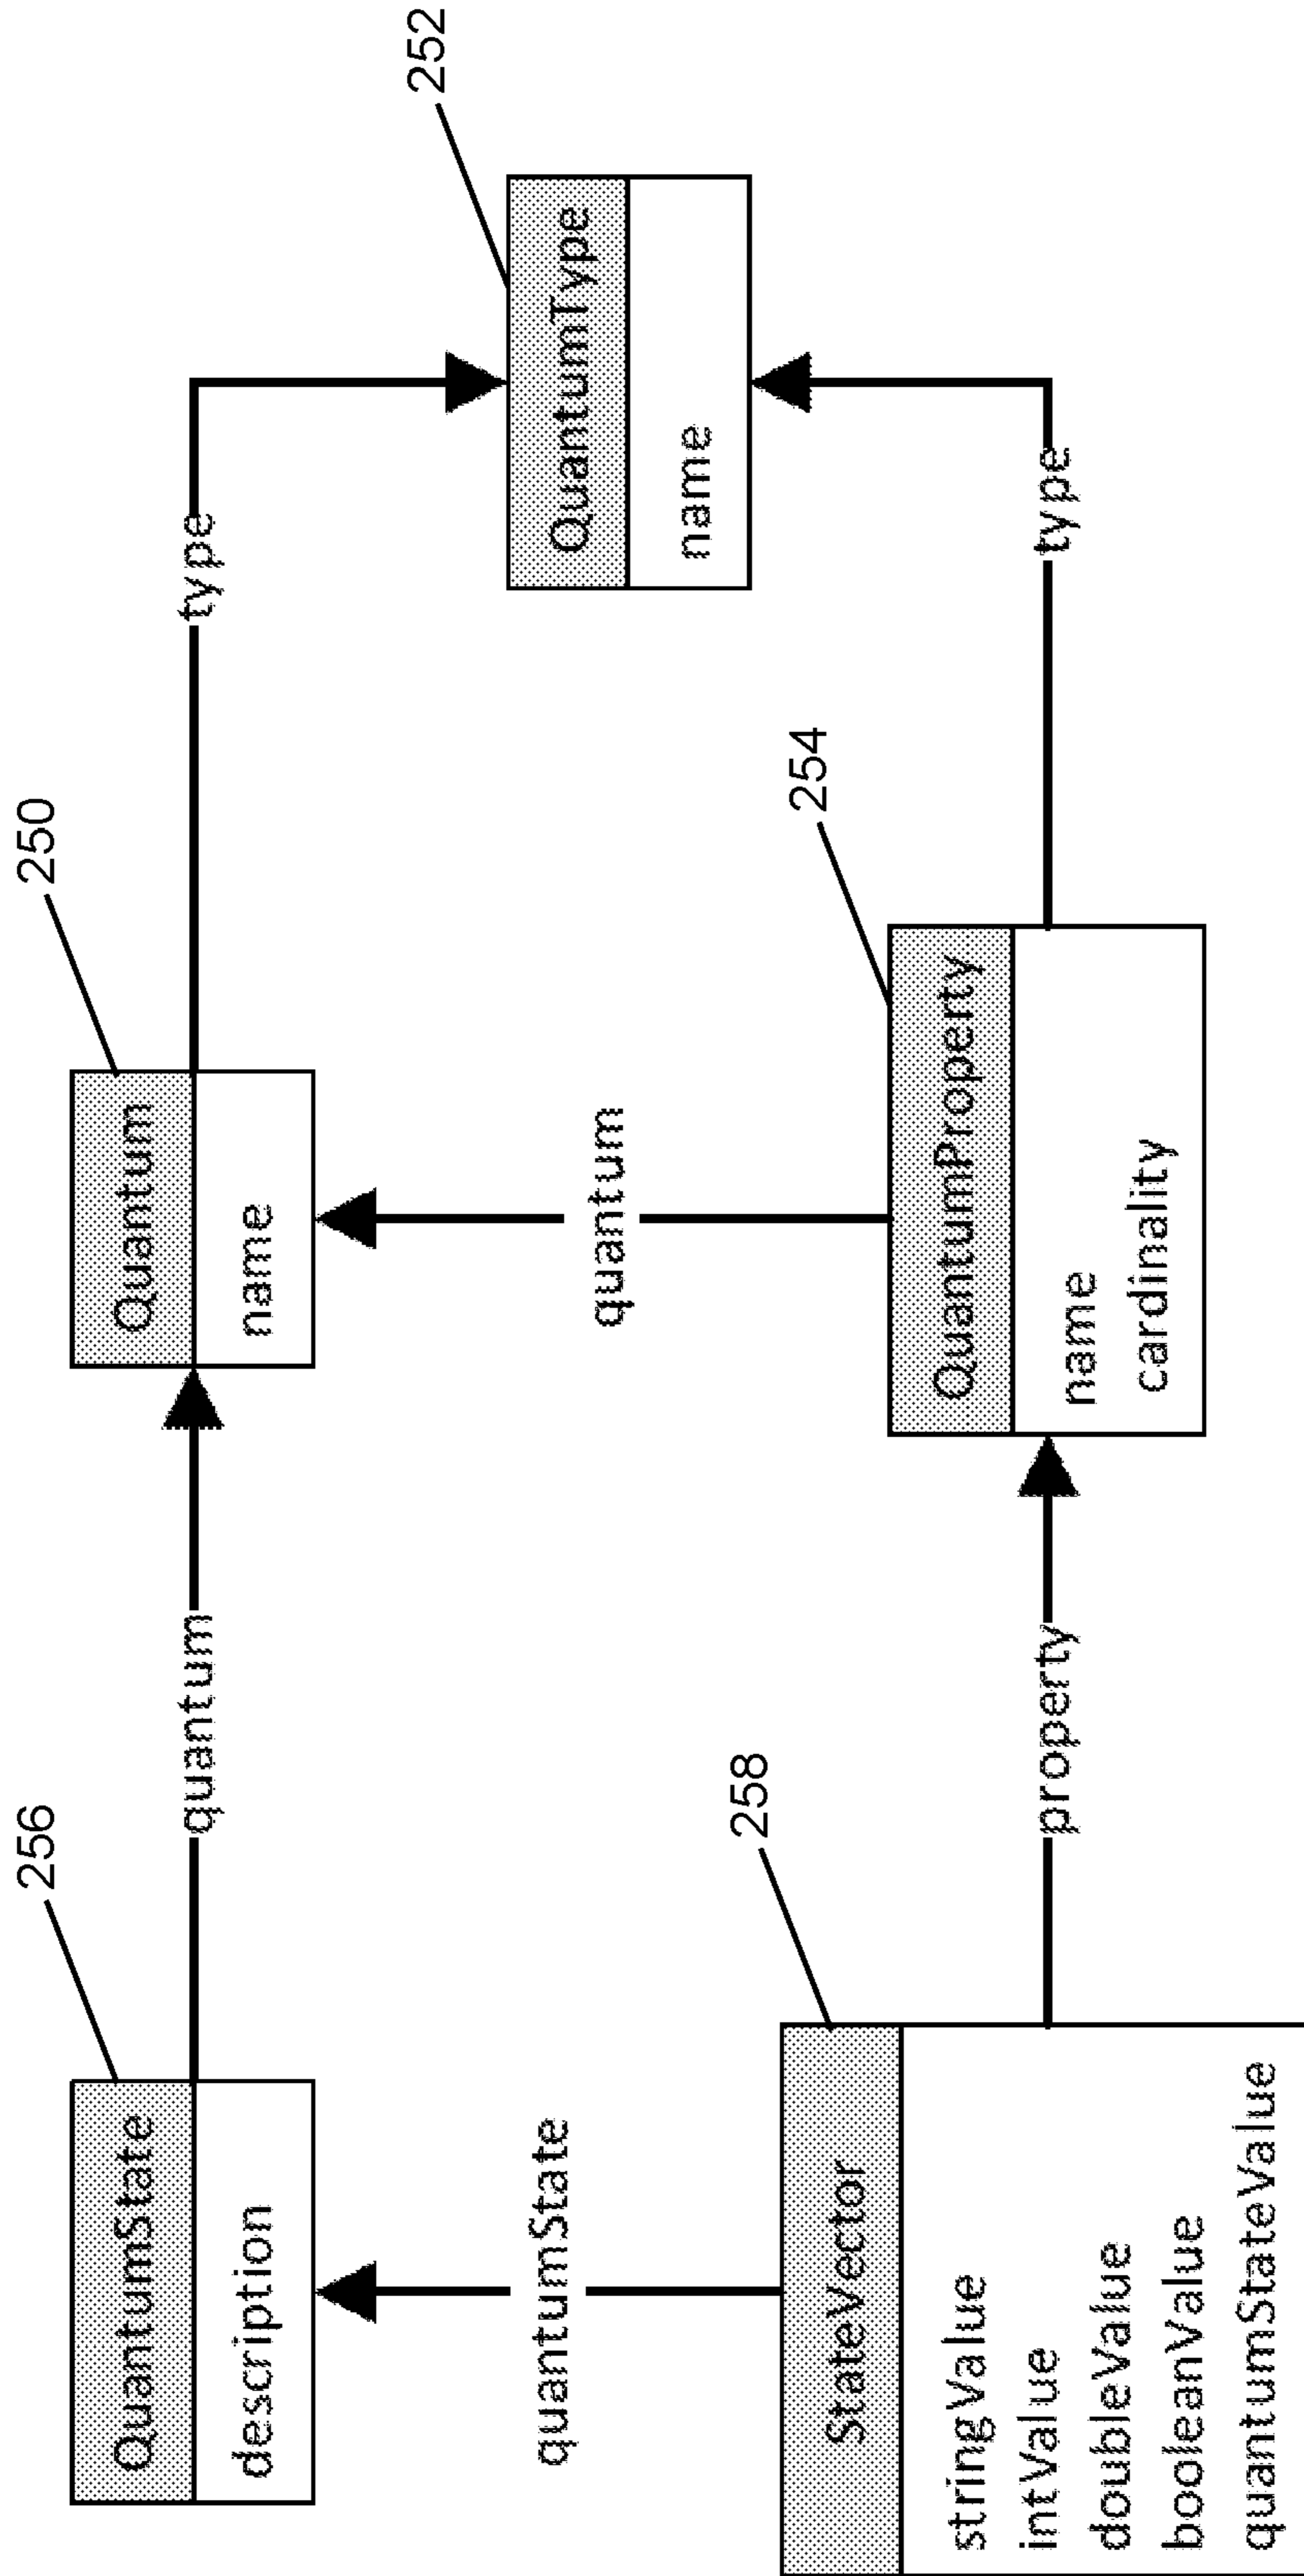 256
QuantumState
description
quantum
250
Quantum
name
type
252
QuantumType
name
quantumState
quantum
258
StateVector
stringValue
intValue
doubleValue
booleanValue
quantumStateValue
property
254
QuantumProperty
name
cardinality
type